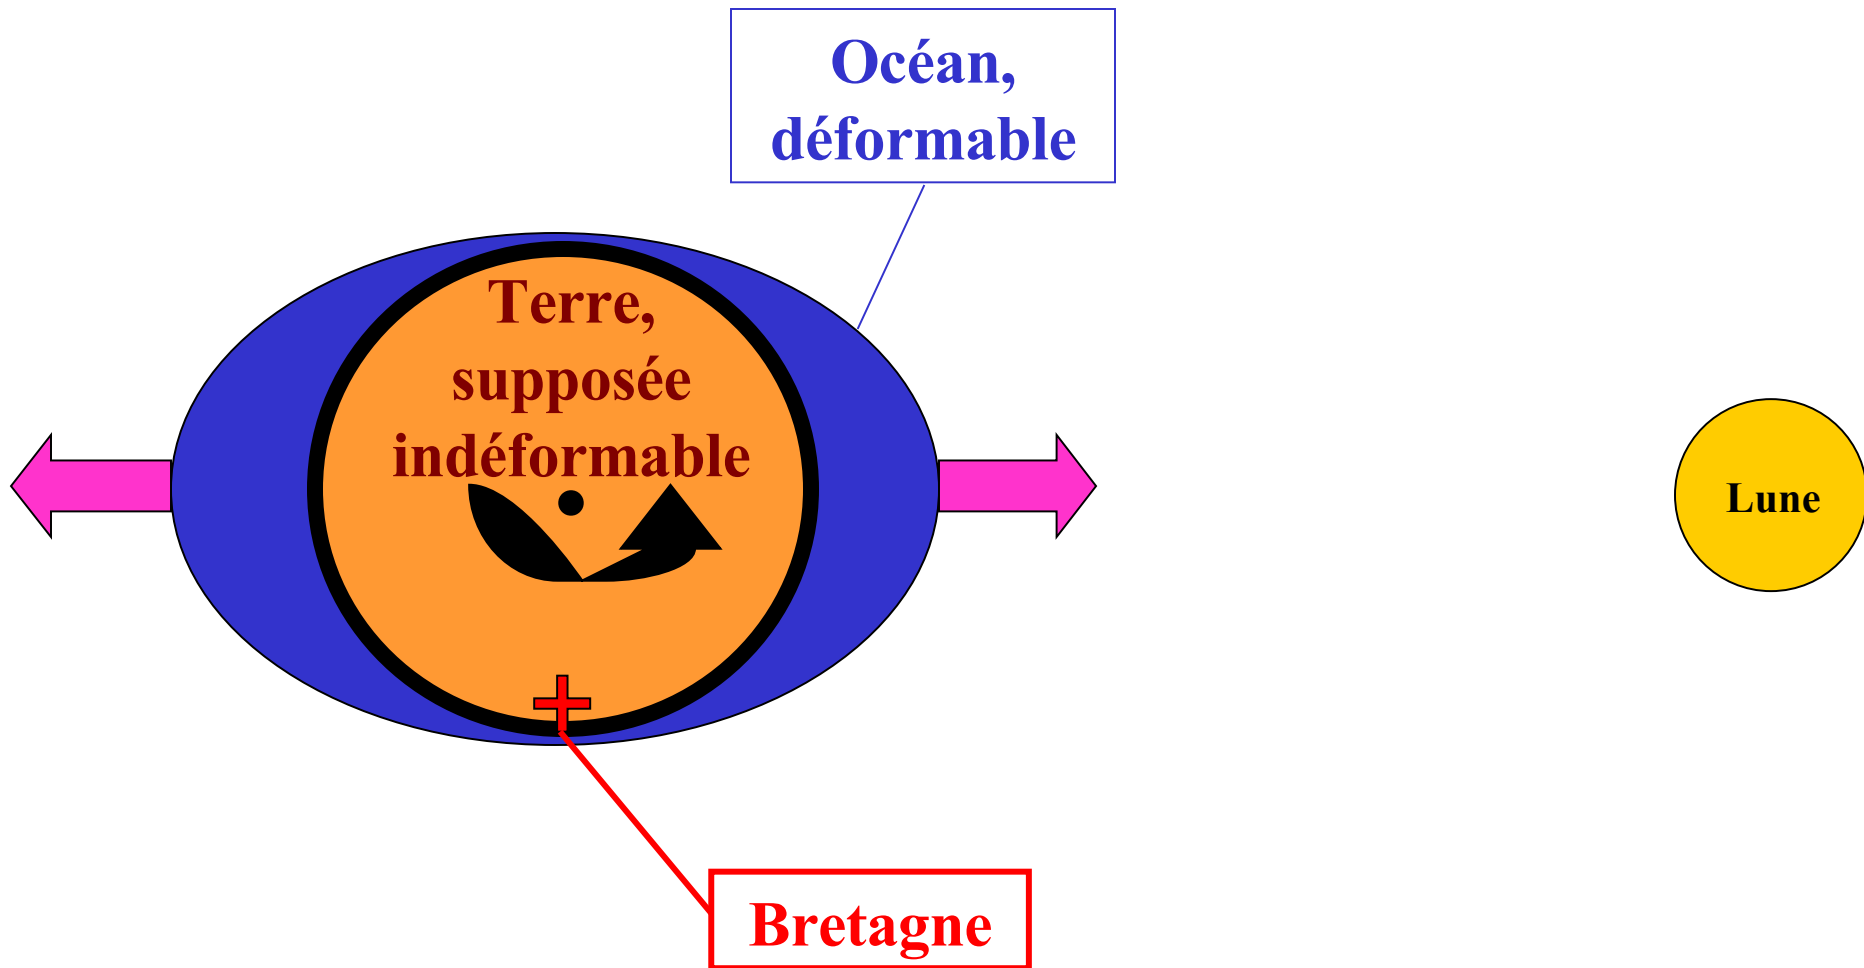 Océan,
déformable
Terre,
supposée
indéformable
Lune
Bretagne